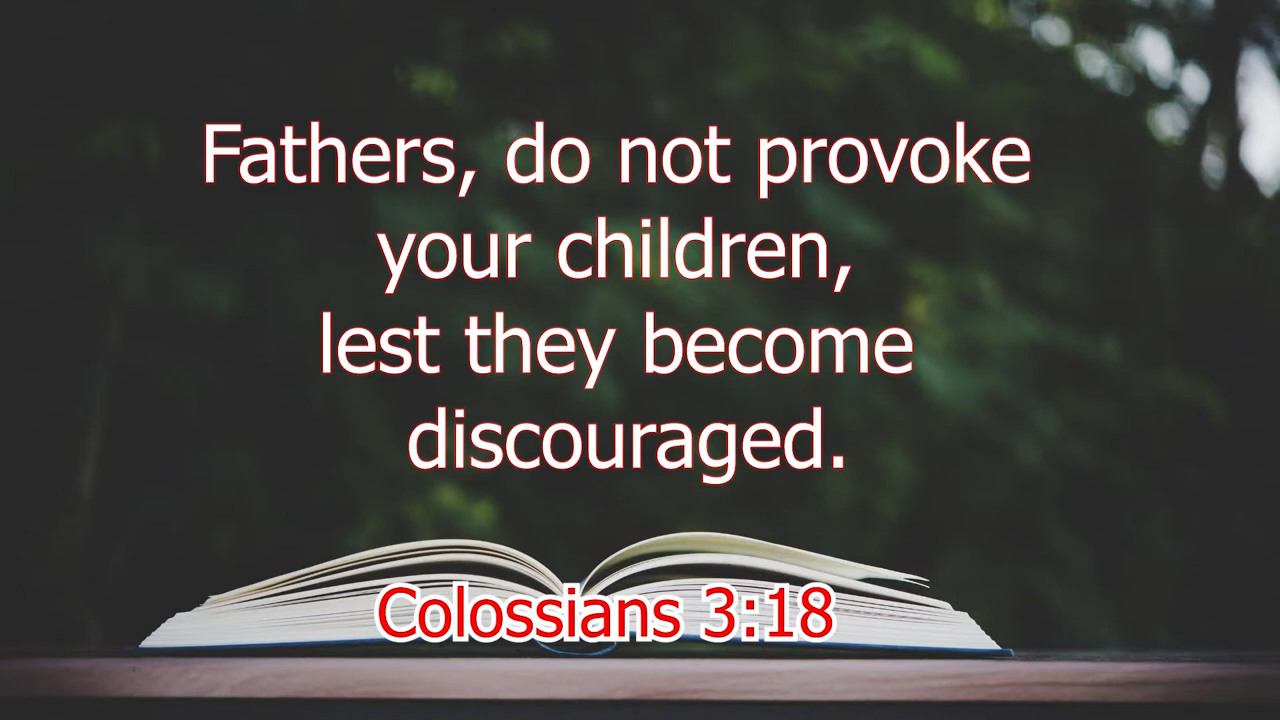 Fathers, do not provoke
your children,
lest they become
discouraged.
Colossians 3:18